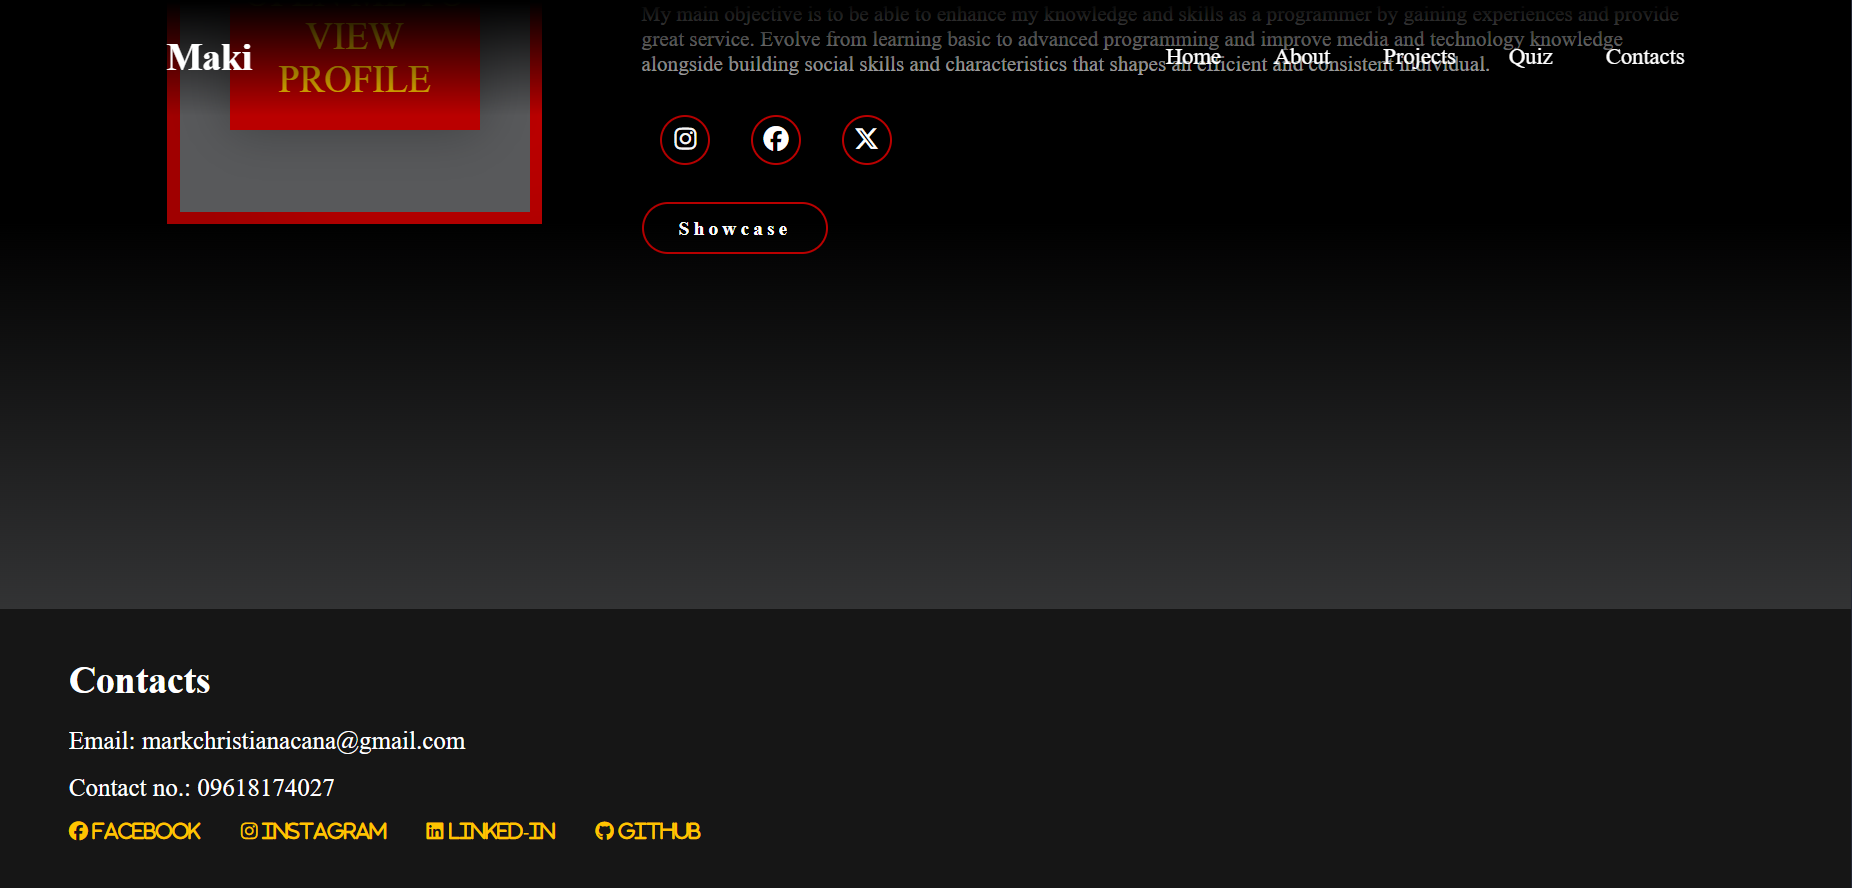 Maki
Home About Projects Quiz Contacts
VIEW
PROFILE
My main objective is to be able to enhance my knowledge and skills as a programmer by gaining experiences and provide
great service. Evolve from learning basic to advanced programming and improve media and technology knowledge
alongside building social skills and characteristics that shapes an efficient and consistent individual.
Showcase
Contacts
Email: markchristianacana@gmail.com
Contact no.: 09618174027
FACEBOOK INSTAGRAM LINKED-IN GITHUB